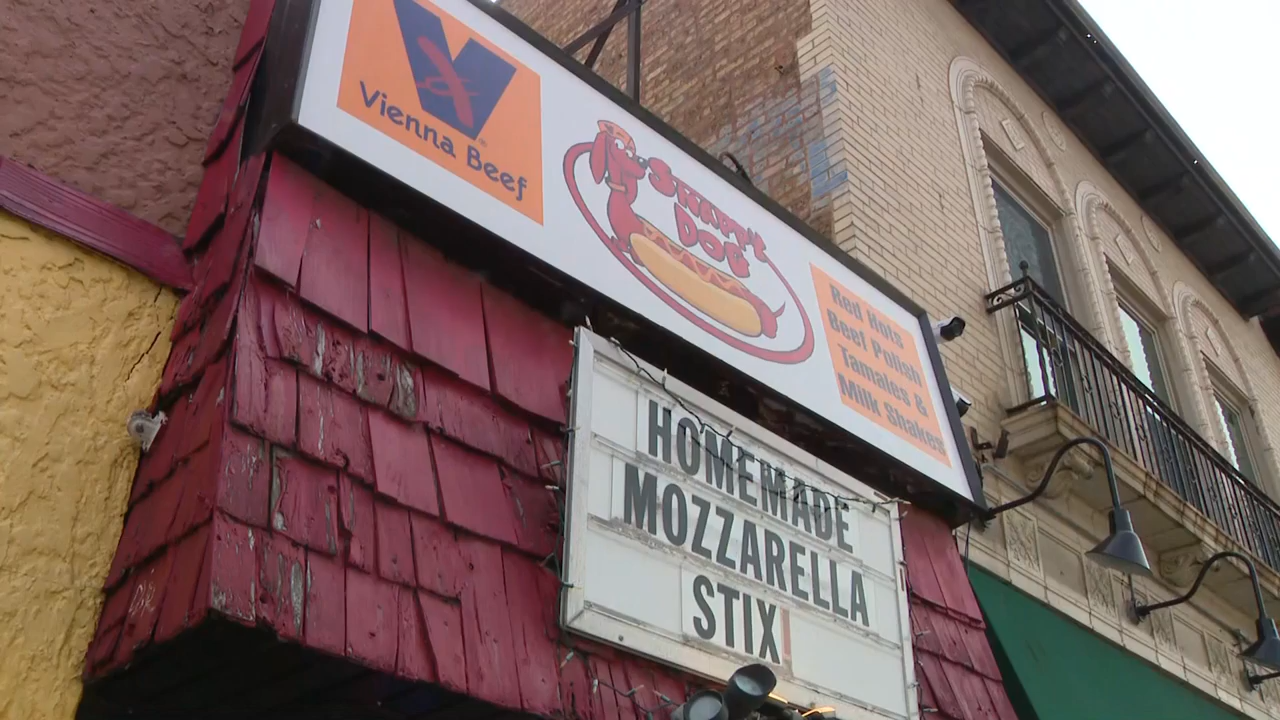 Vienna Beef
SNAPPY'S
DOG
Red Hots
Beef Polish
Tamales &
Milk Shakes
HOMEMADE
MOZZARELLA
STIX!